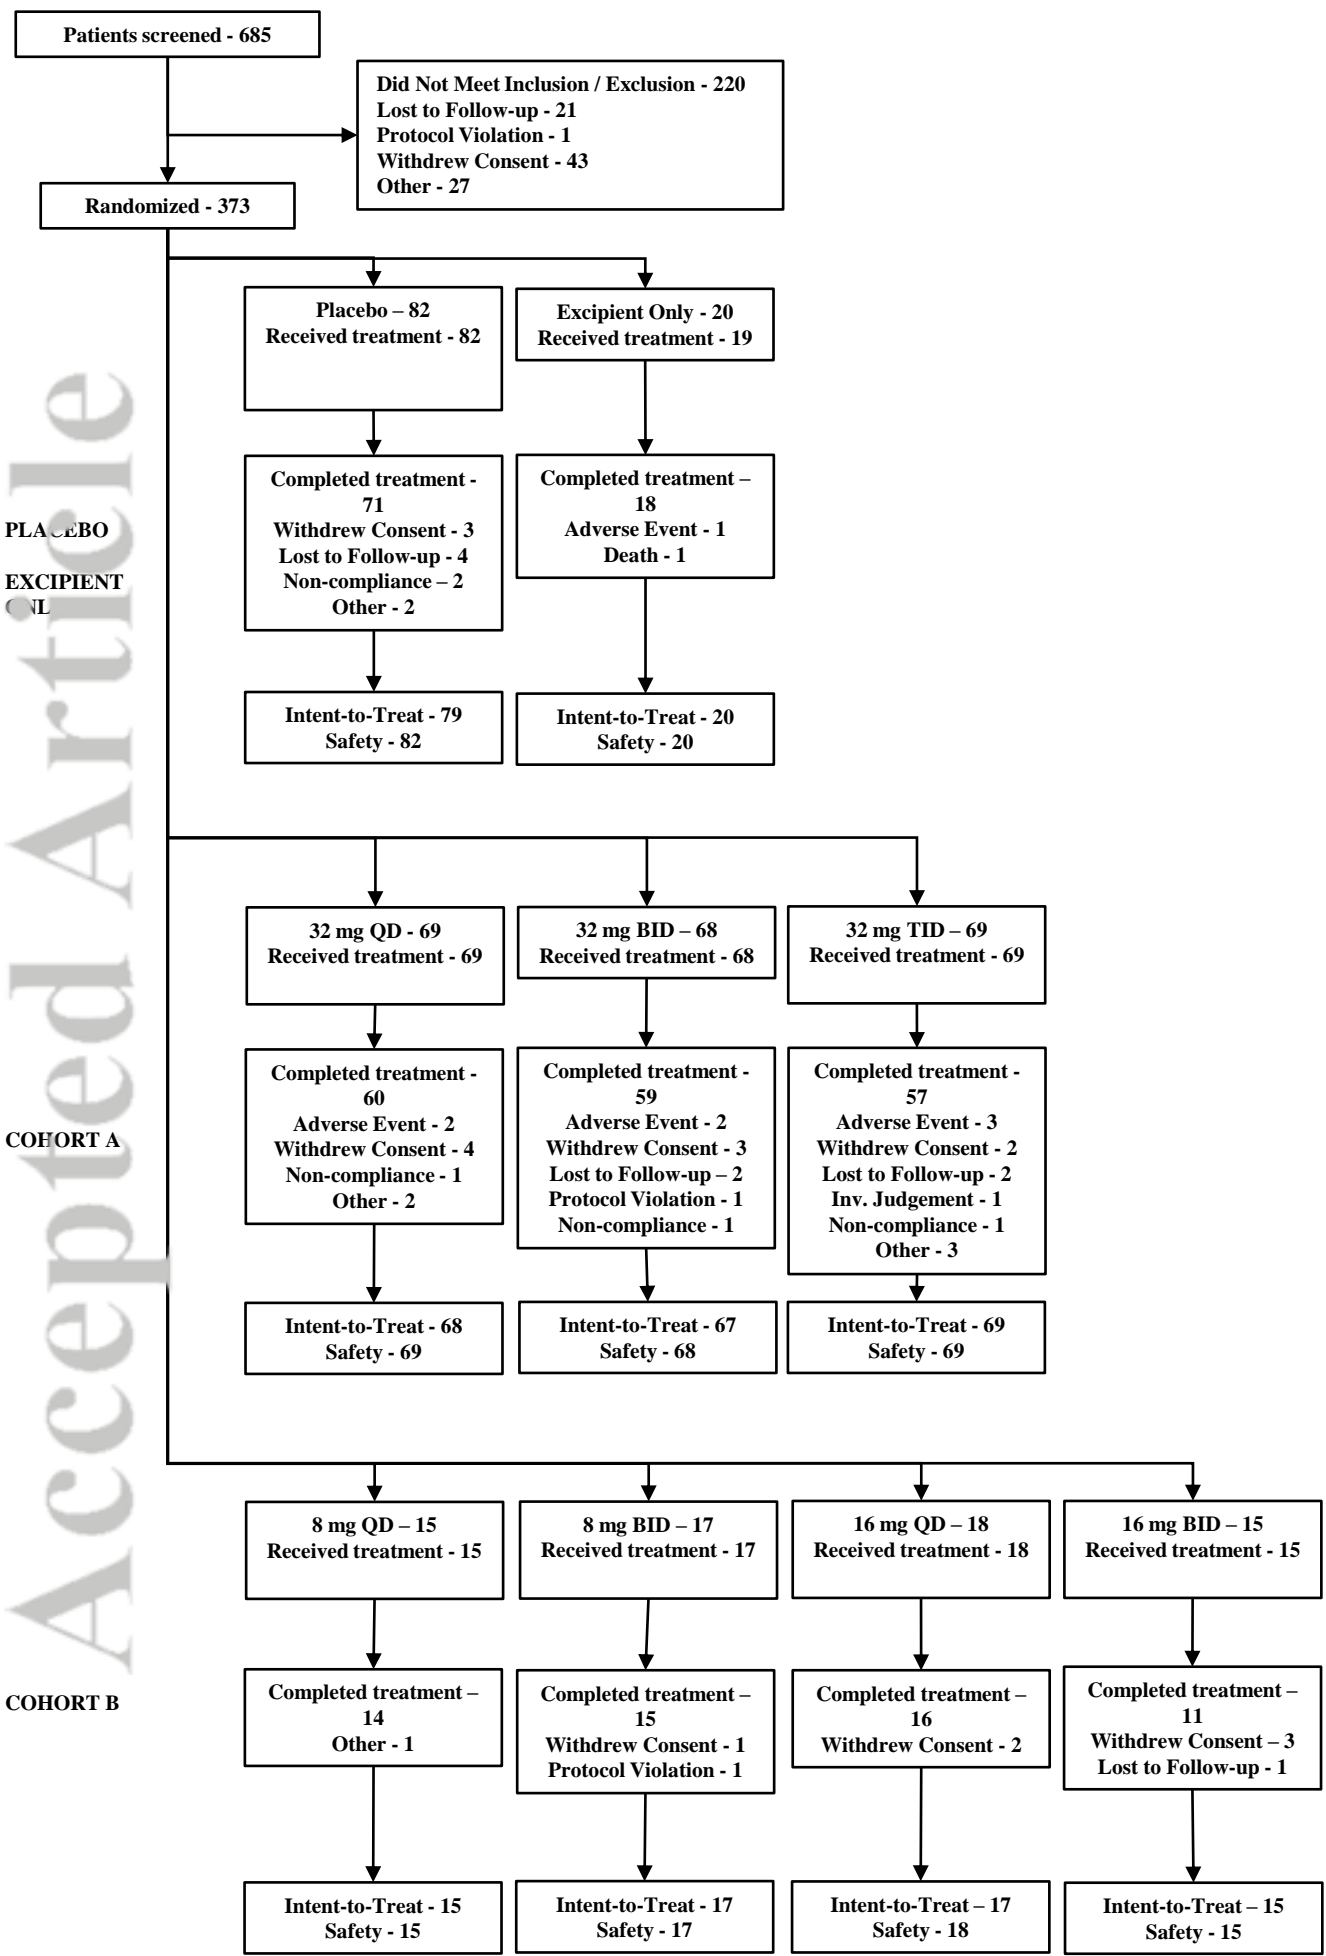 Patients screened - 685
Did Not Meet Inclusion / Exclusion - 220
Lost to Follow-up - 21
Protocol Violation - 1
Withdrew Consent - 43
Other - 27
Randomized - 373
Placebo – 82
Received treatment - 82
Excipient Only - 20
Received treatment - 19
Completed treatment -
71
Withdrew Consent - 3
Lost to Follow-up - 4
Non-compliance – 2
Other - 2
Completed treatment –
18
Adverse Event - 1
Death - 1
PLACEBO
EXCIPIENT
ONL
Intent-to-Treat - 79
Safety - 82
Intent-to-Treat - 20
Safety - 20
32 mg QD - 69
Received treatment - 69
32 mg BID – 68
Received treatment - 68
32 mg TID – 69
Received treatment - 69
COHORT A
Completed treatment -
60
Adverse Event - 2
Withdrew Consent - 4
Non-compliance - 1
Other - 2
Completed treatment -
59
Adverse Event - 2
Withdrew Consent - 3
Lost to Follow-up – 2
Protocol Violation - 1
Non-compliance - 1
Completed treatment -
57
Adverse Event - 3
Withdrew Consent - 2
Lost to Follow-up - 2
Inv. Judgement - 1
Non-compliance - 1
Other - 3
Intent-to-Treat - 68
Safety - 69
Intent-to-Treat - 67
Safety - 68
Intent-to-Treat - 69
Safety - 69
8 mg QD – 15
Received treatment - 15
8 mg BID – 17
Received treatment - 17
16 mg QD – 18
Received treatment - 18
16 mg BID – 15
Received treatment - 15
COHORT B
Completed treatment –
14
Other - 1
Completed treatment –
15
Withdrew Consent - 1
Protocol Violation - 1
Completed treatment –
16
Withdrew Consent - 2
Completed treatment –
11
Withdrew Consent – 3
Lost to Follow-up - 1
Intent-to-Treat - 15
Safety - 15
Intent-to-Treat - 17
Safety - 17
Intent-to-Treat - 17
Safety - 18
Intent-to-Treat – 15
Safety - 15
Accepted Article